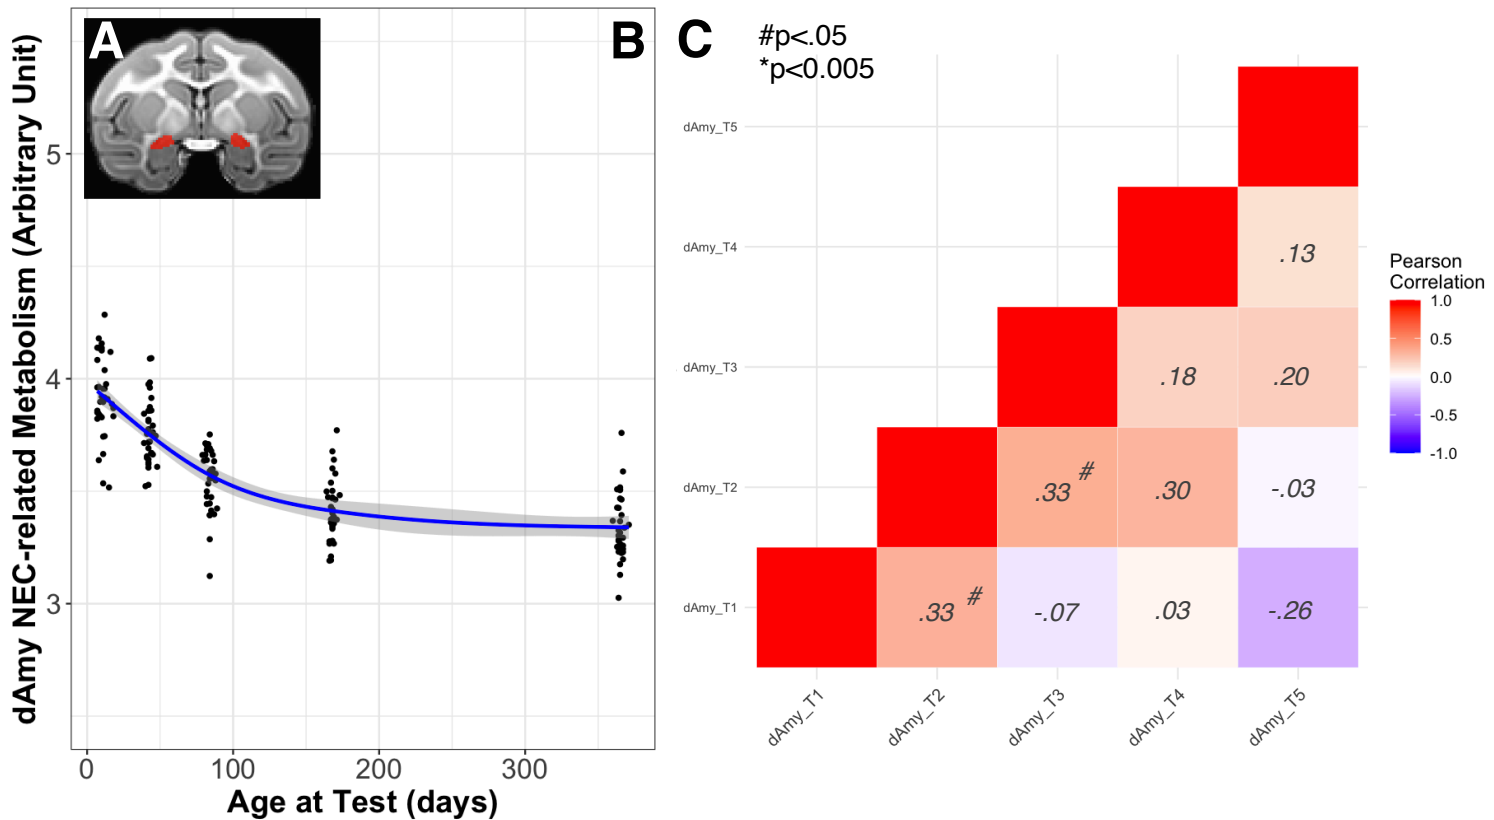 A
B
C
#p<.05
*p<0.005
dAmy NEC-related Metabolism (Arbitrary Unit)
5
4
3
0
100
200
300
Age at Test (days)
dAmy_T5
dAmy_T4
.13
dAmy_T3
.18
.20
dAmy_T2
.33 #
.30
-.03
dAmy_T1
.33 #
-.07
.03
-.26
dAmy_T1
dAmy_T2
dAmy_T3
dAmy_T4
dAmy_T5
Pearson
Correlation
1.0
0.5
0.0
-0.5
-1.0